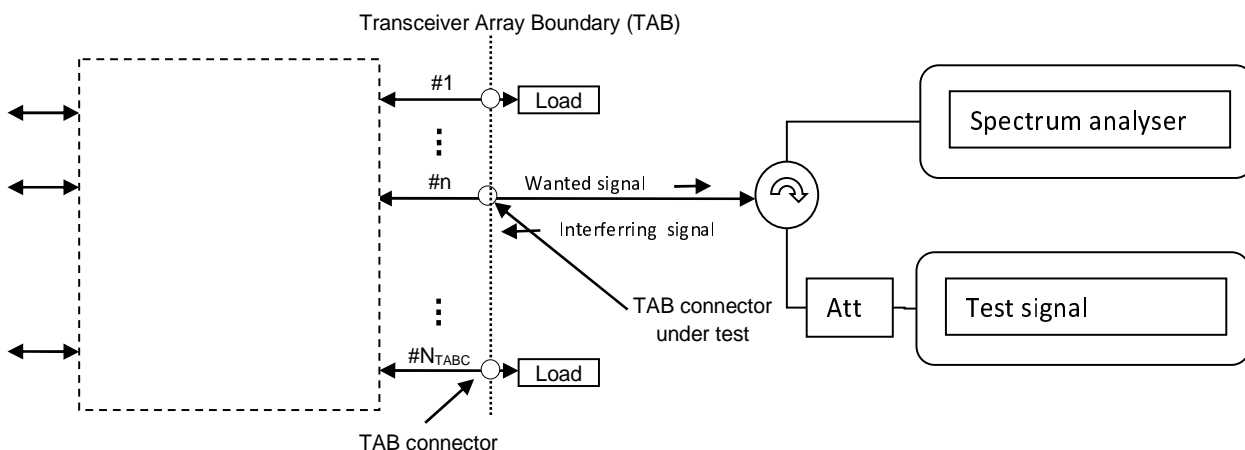 Transceiver Array Boundary (TAB)
#1
Load
Spectrum analyser
#n
Wanted signal
Interferring signal
TAB connector
under test
Att
Test signal
#NTABC
Load
TAB connector